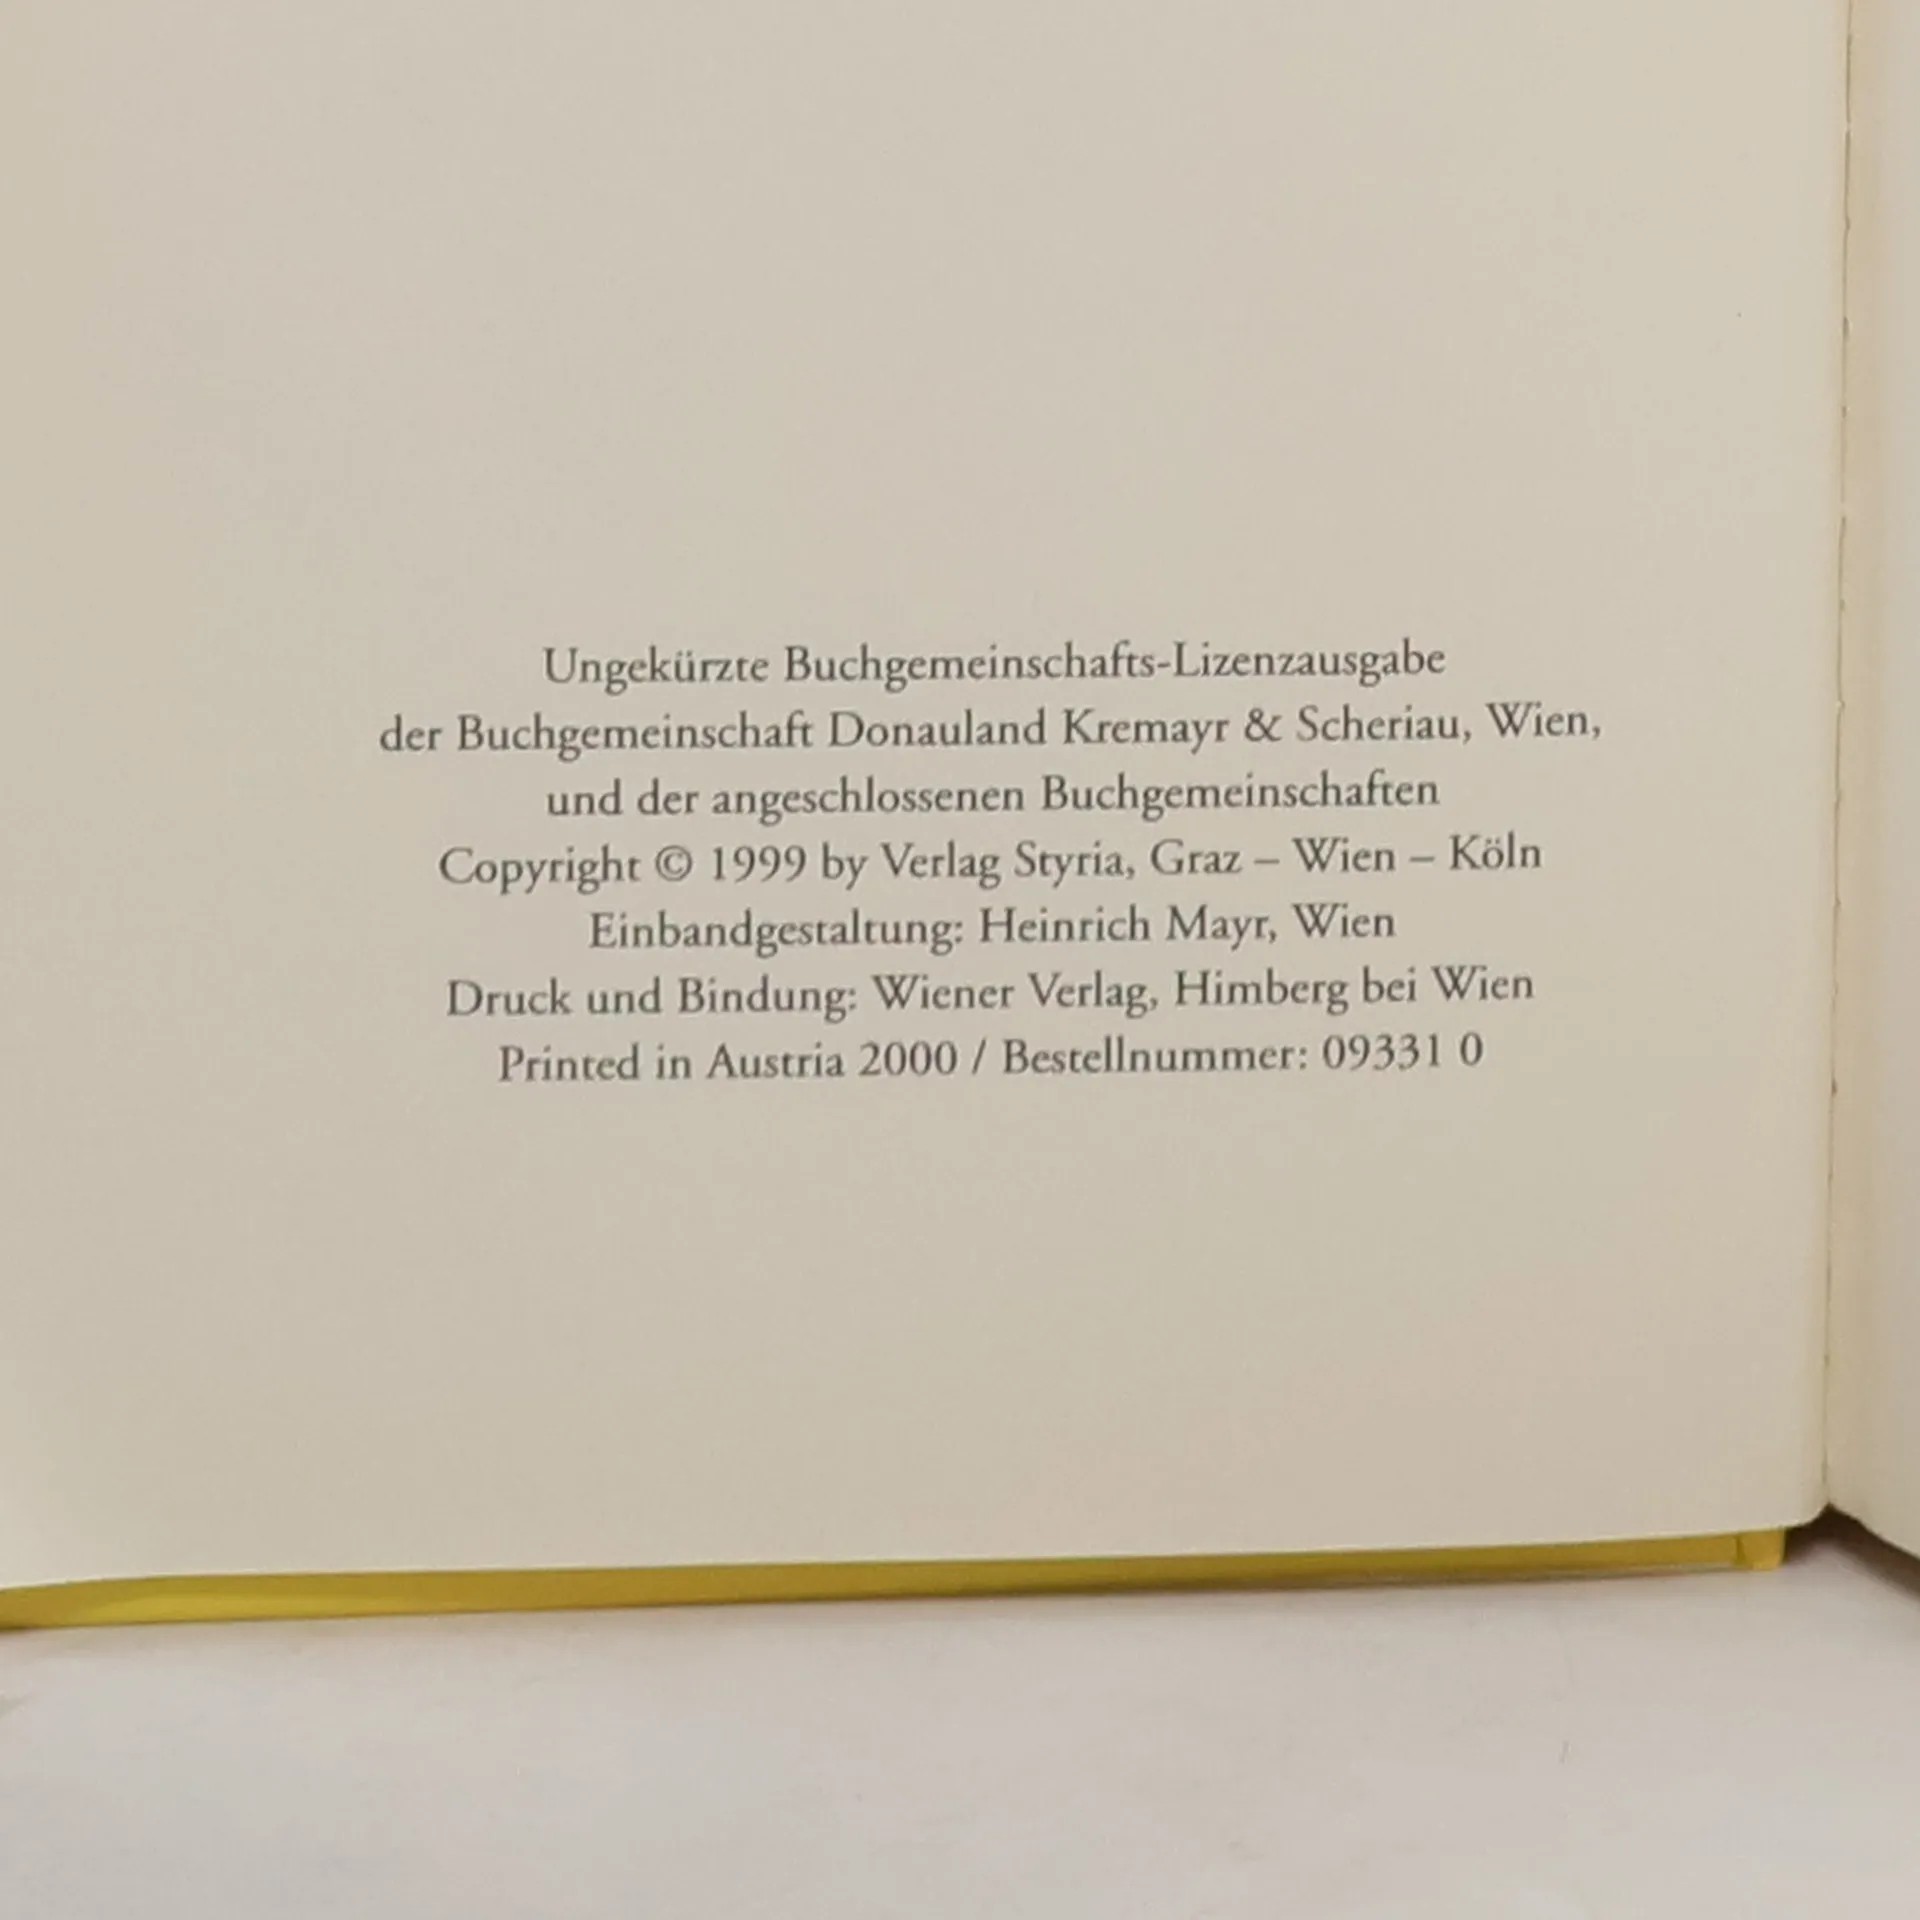 Ungekürzte Buchgemeinschafts-Lizenzausgabe
der Buchgemeinschaft Donauland Kremayr & Scheriau, Wien,
und der angeschlossenen Buchgemeinschaften
Copyright © 1999 by Verlag Styria, Graz – Wien – Köln
Einbandgestaltung: Heinrich Mayr, Wien
Druck und Bindung: Wiener Verlag, Himberg bei Wien
Printed in Austria 2000 / Bestellnummer: 09331 0